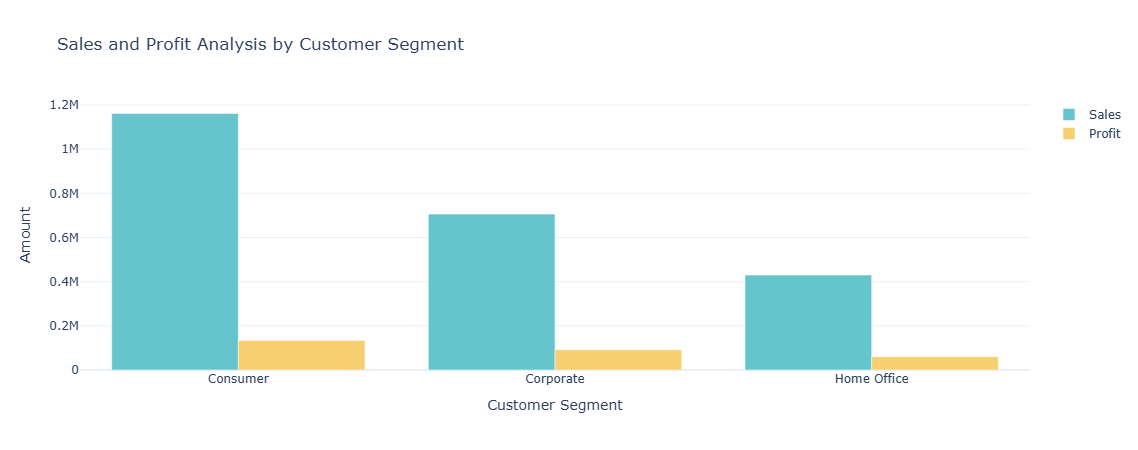 Sales and Profit Analysis by Customer Segment
1.2M
1M
0.8M
0.6M
0.4M
0.2M
0
Amount
Consumer
Corporate
Home Office
Customer Segment
Sales
Profit